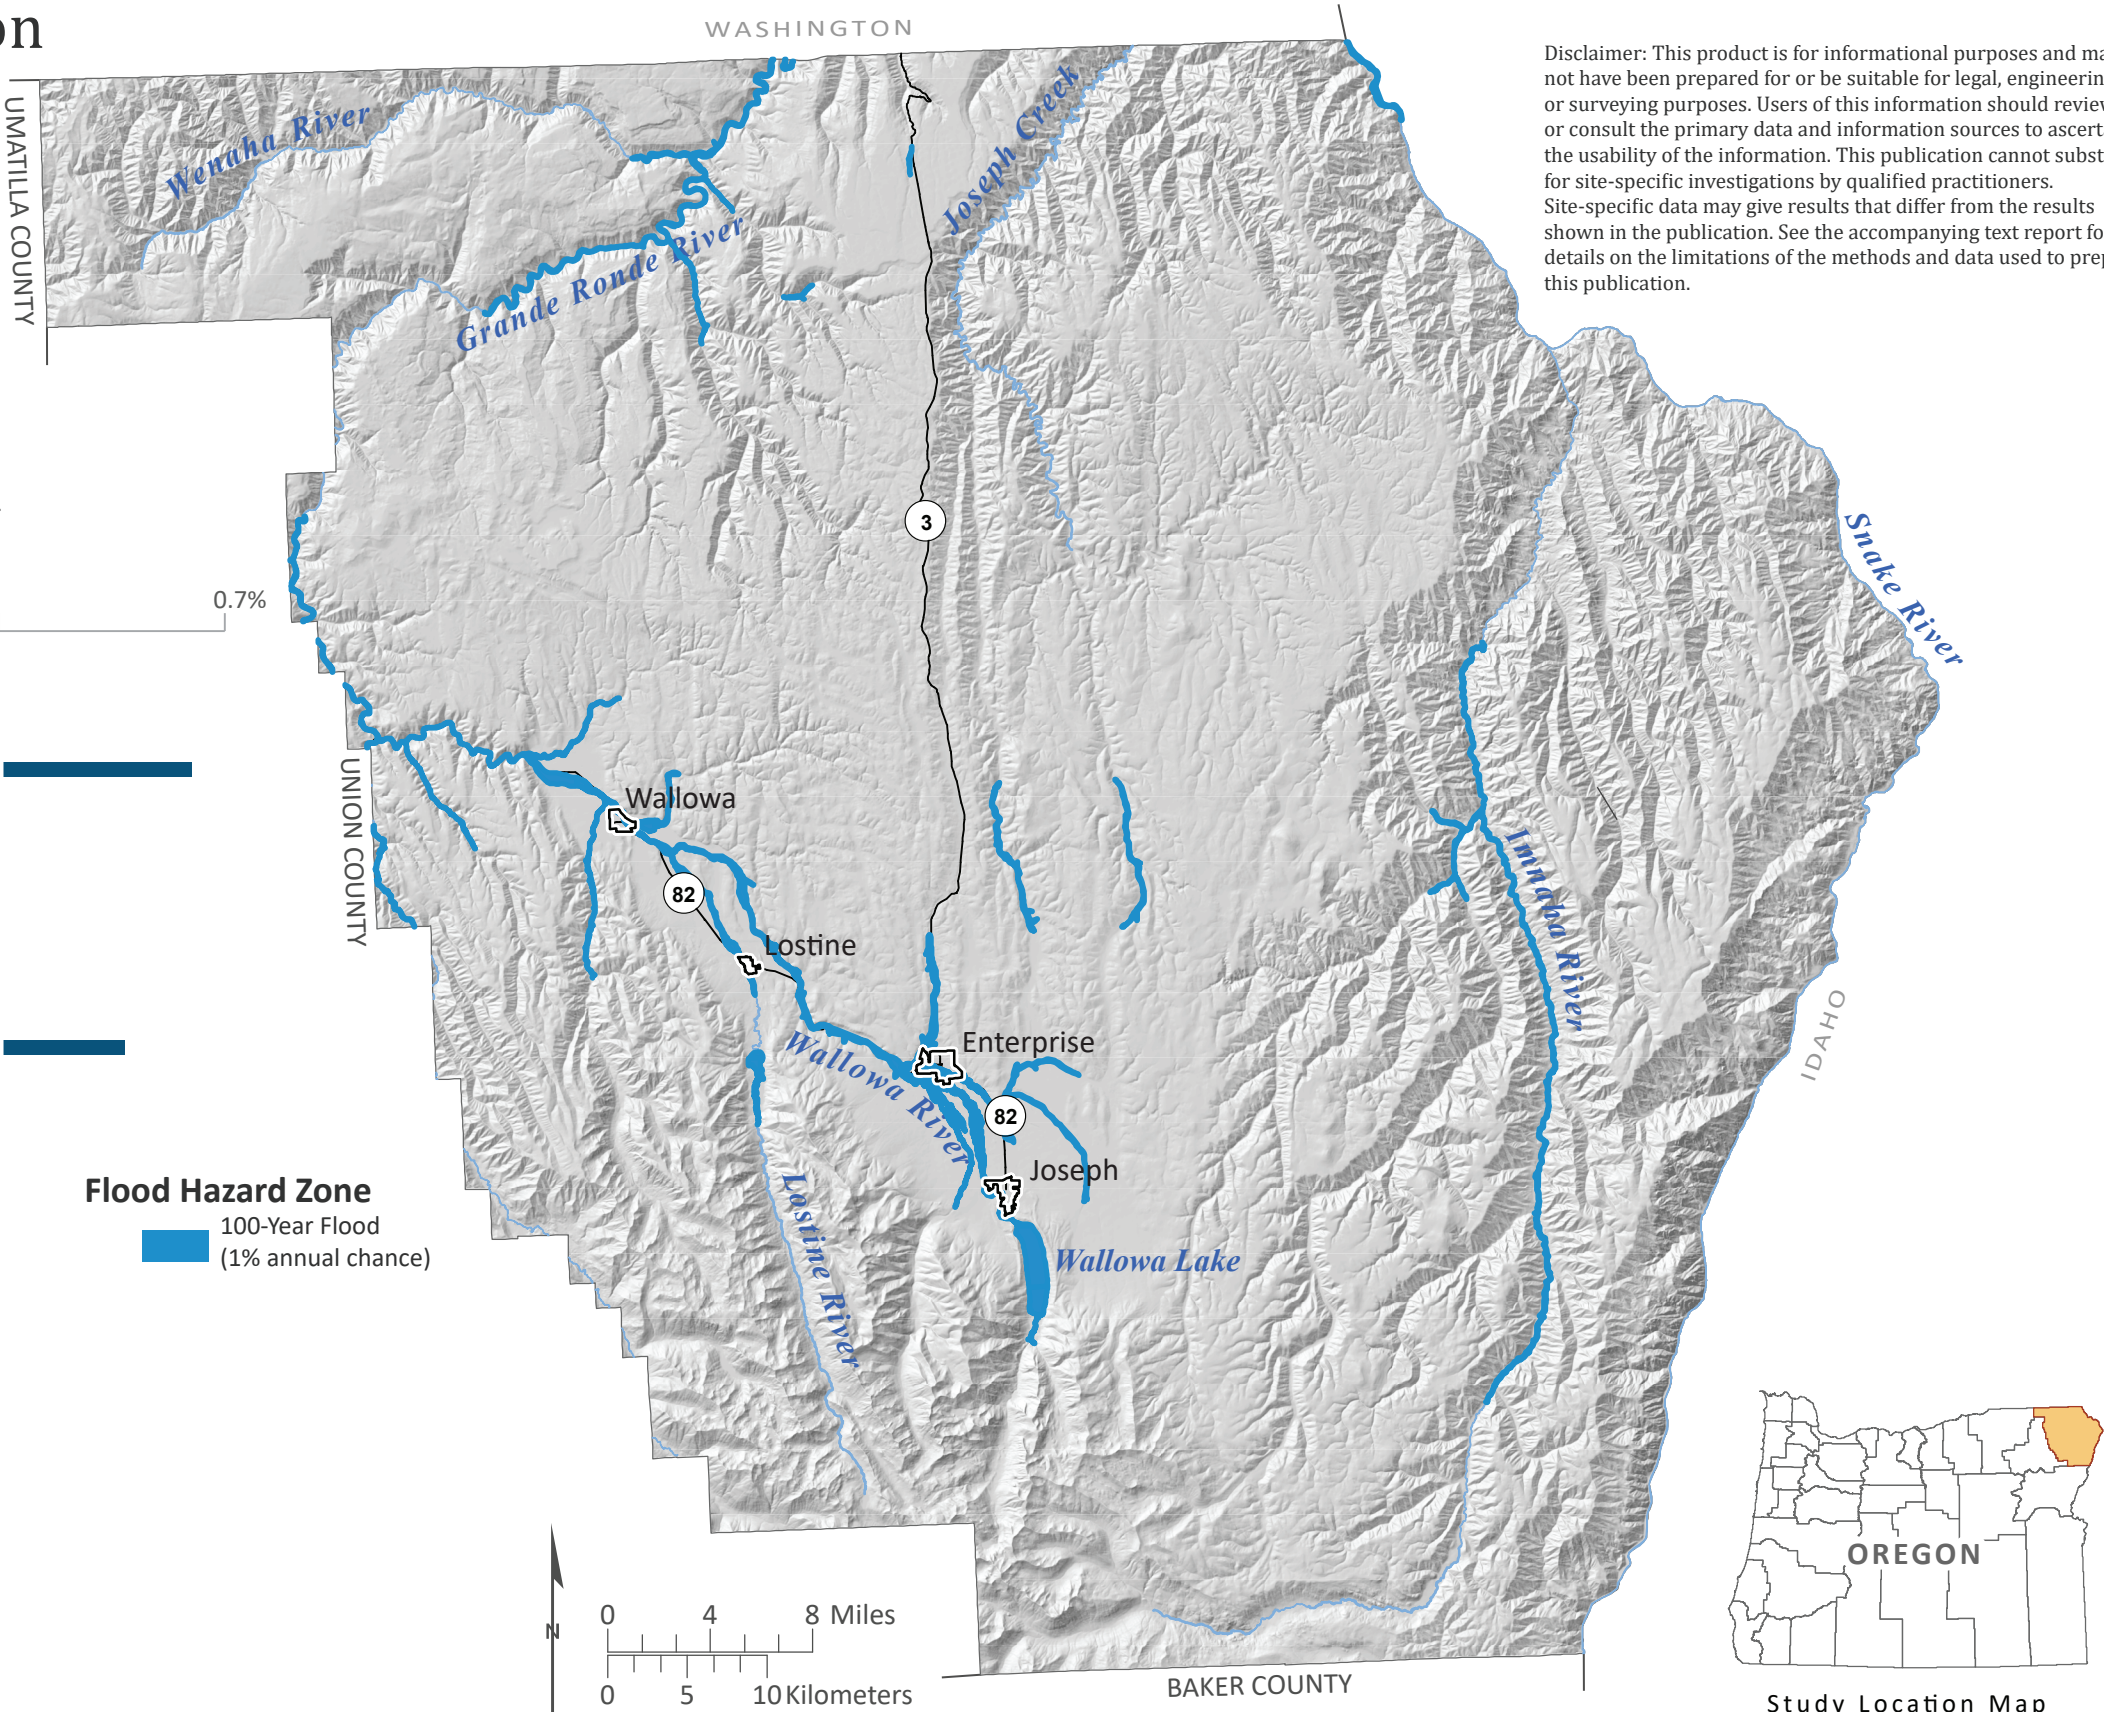 on
WASHINGTON
Disclaimer: This product is for informational purposes and ma
not have been prepared for or be suitable for legal, engineerin
or surveying purposes. Users of this information should review
or consult the primary data and information sources to ascerta
the usability of the information. This publication cannot subst
for site-specific investigations by qualified practitioners.
Site-specific data may give results that differ from the results
shown in the publication. See the accompanying text report fo
details on the limitations of the methods and data used to prep
this publication.
UMATILLA COUNTY
Wenaha River
Joseph Creek
Grande Ronde River
3
Snake River
0.7%
UNION COUNTY
Wallowa
82
Lostine
Imnaha River
IDAHO
Enterprise
Wallowa River
82
Joseph
Flood Hazard Zone
100-Year Flood
(1% annual chance)
Lostine River
Wallowa Lake
OREGON
N
0 4 8 Miles
0 5 10 Kilometers
BAKER COUNTY
Study Location Map